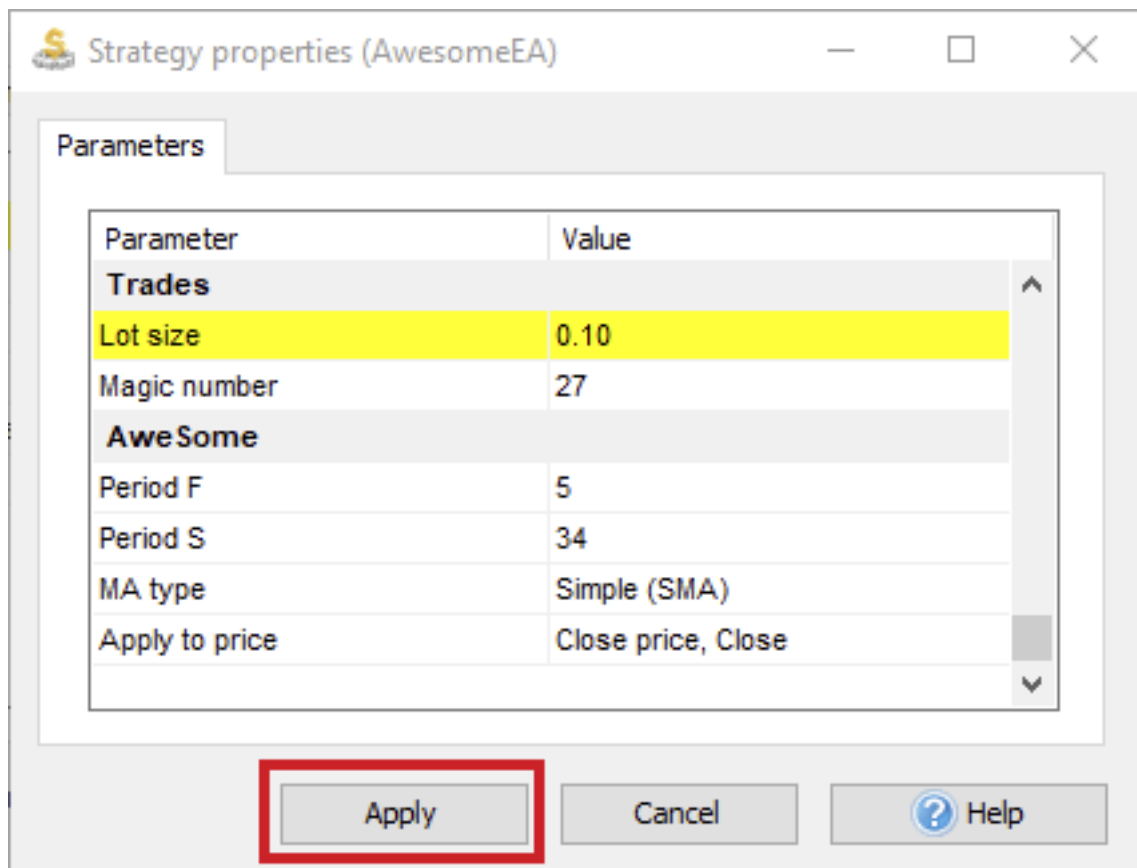 Strategy properties (AwesomeEA)
Parameters
Parameter Value
Trades
Lot size 0.10
Magic number 27
AweSome
Period F 5
Period S 34
MA type Simple (SMA)
Apply to price Close price, Close
Apply Cancel Help